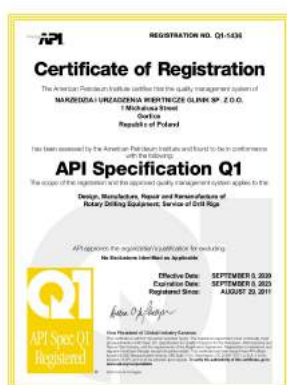 API
REGISTRATION NO. Q1-1436
Certificate of Registration
The American Petroleum Institute certifies that the quality management system of
NARZEDZIA I URZADZENIA WIERTNICZE GLINIK SP. Z O.O.
1 Michalusa Street
Gorlice
Republic of Poland
has been assessed by the American Petroleum Institute and found to be in conformance
with the following:
API Specification Q1
The scope of this registration and the approved quality management system applies to the:
Design, Manufacture, Repair and Remanufacture of
Rotary Drilling Equipment; Service of Drill Rigs
API approves the organization's justification for excluding:
No Exclusions Identified as Applicable
Effective Date: SEPTEMBER 9, 2020
Expiration Date: SEPTEMBER 8, 2023
Registered Since: AUGUST 29, 2011
Q1
API Spec Q1
Registered
Vice President of Global Industry Services